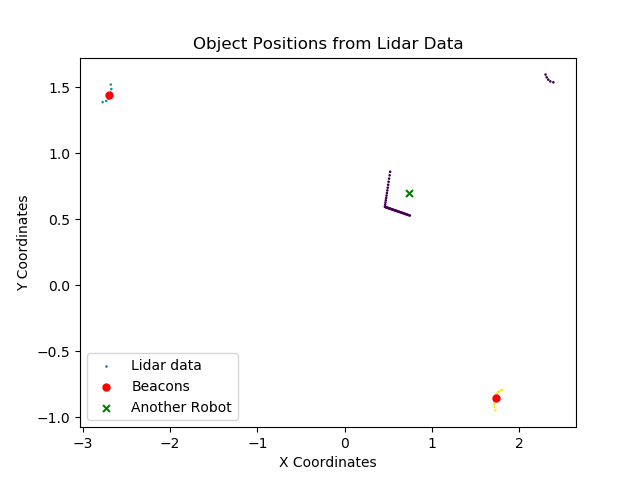 Object Positions from Lidar Data
1.5
1.0
0.5
0.0
−0.5
−1.0
Y Coordinates
Lidar data
Beacons
Another Robot
−3
−2
−1
0
1
2
X Coordinates